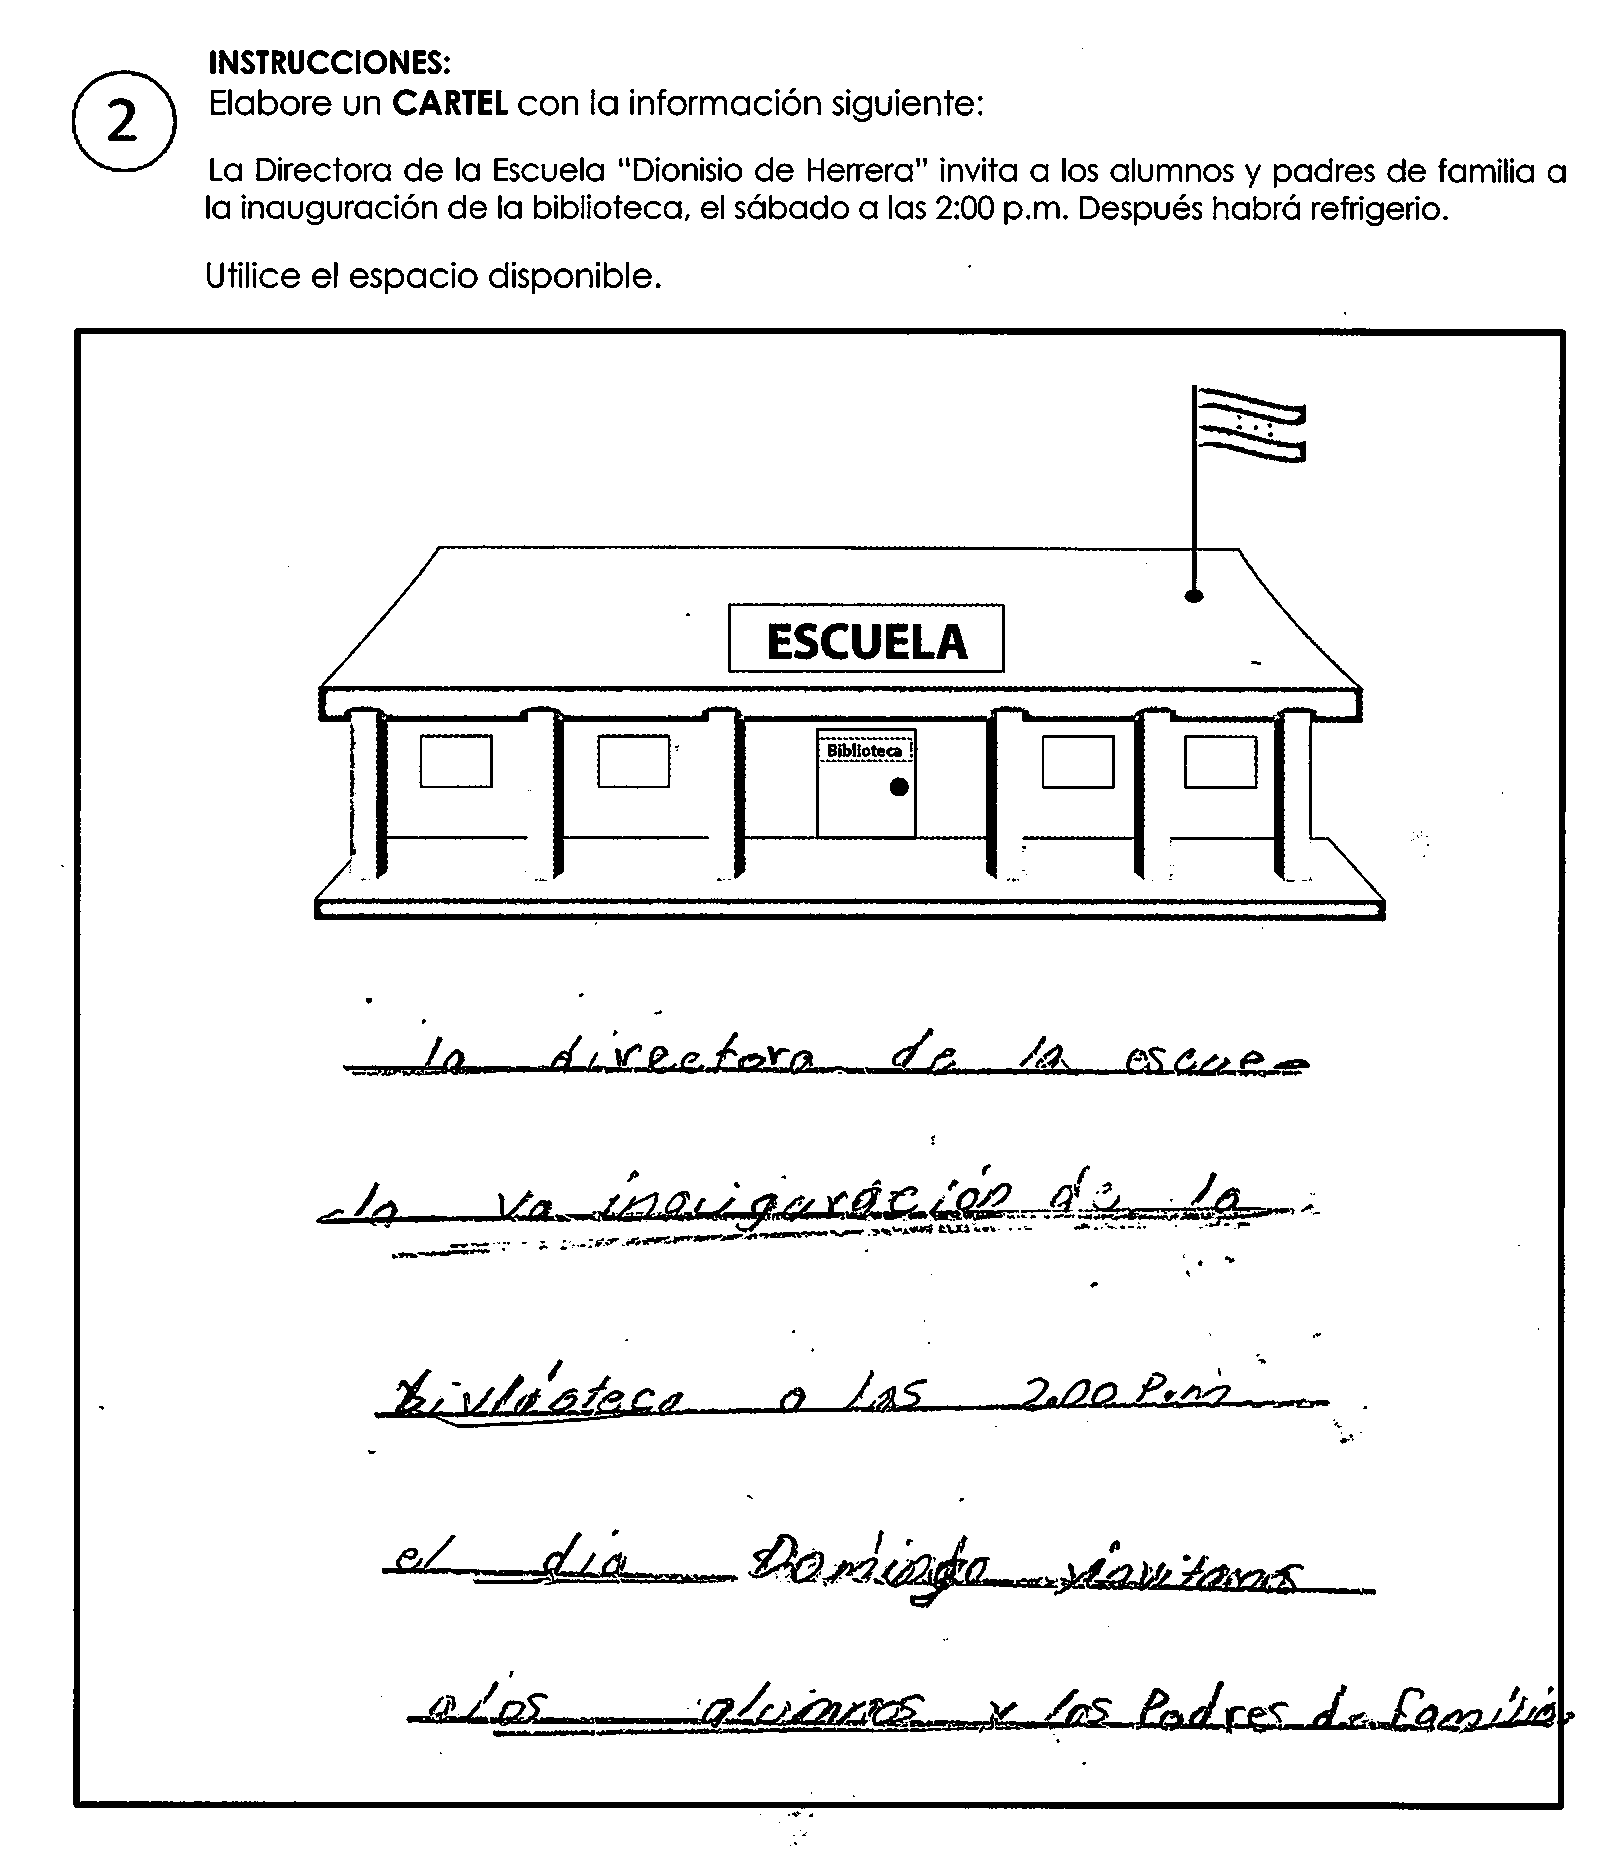 INSTRUCCIONES:
2
Elabore un CARTEL con la información siguiente:
La Directora de la Escuela "Dionisio de Herrera" invita a los alumnos y padres de familia a
la inauguración de la biblioteca, el sábado a las 2:00 p.m. Después habrá refrigerio.
Utilice el espacio disponible.
ESCUELA
Biblioteca
la directora de la escue-
la va inauguración de la
bivlioteca a las 2:00 P.m
el dia Domingo invitamos
a los alumnos y los Padres de familia